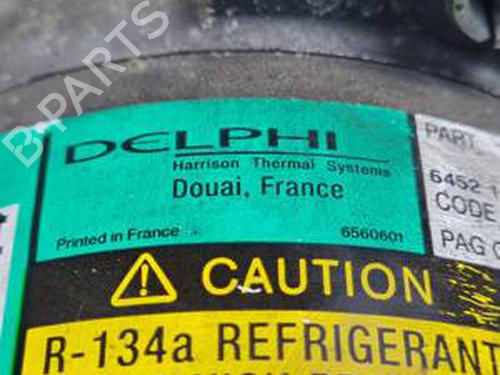 B-PARTS
DELPHI
Harrison Thermal Systems
Douai, France
Printed in France
6560601
PART
6452
CODE
PAG
CAUTION
R-134a REFRIGERANT